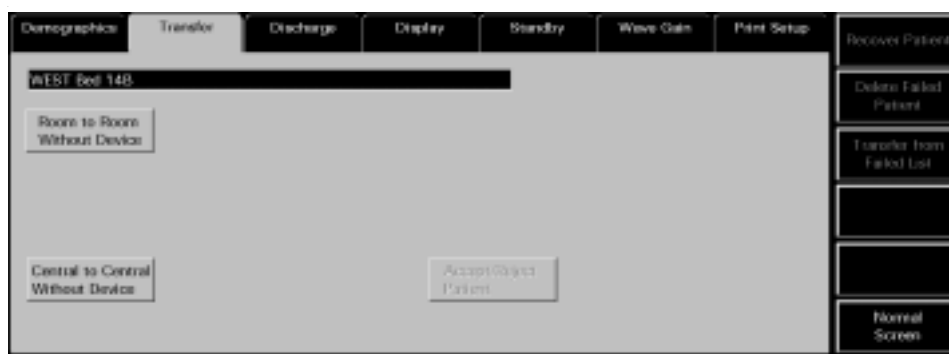 Demographics
Transfer
Discharge
Display
Standby
Wave Gain
Print Setup
Recover Patient
WEST Bed 14B
Delete Failed
Patient
Room to Room
Without Device
Transfer from
Failed List
Central to Central
Without Device
Accept/Reject
Patient
Normal
Screen